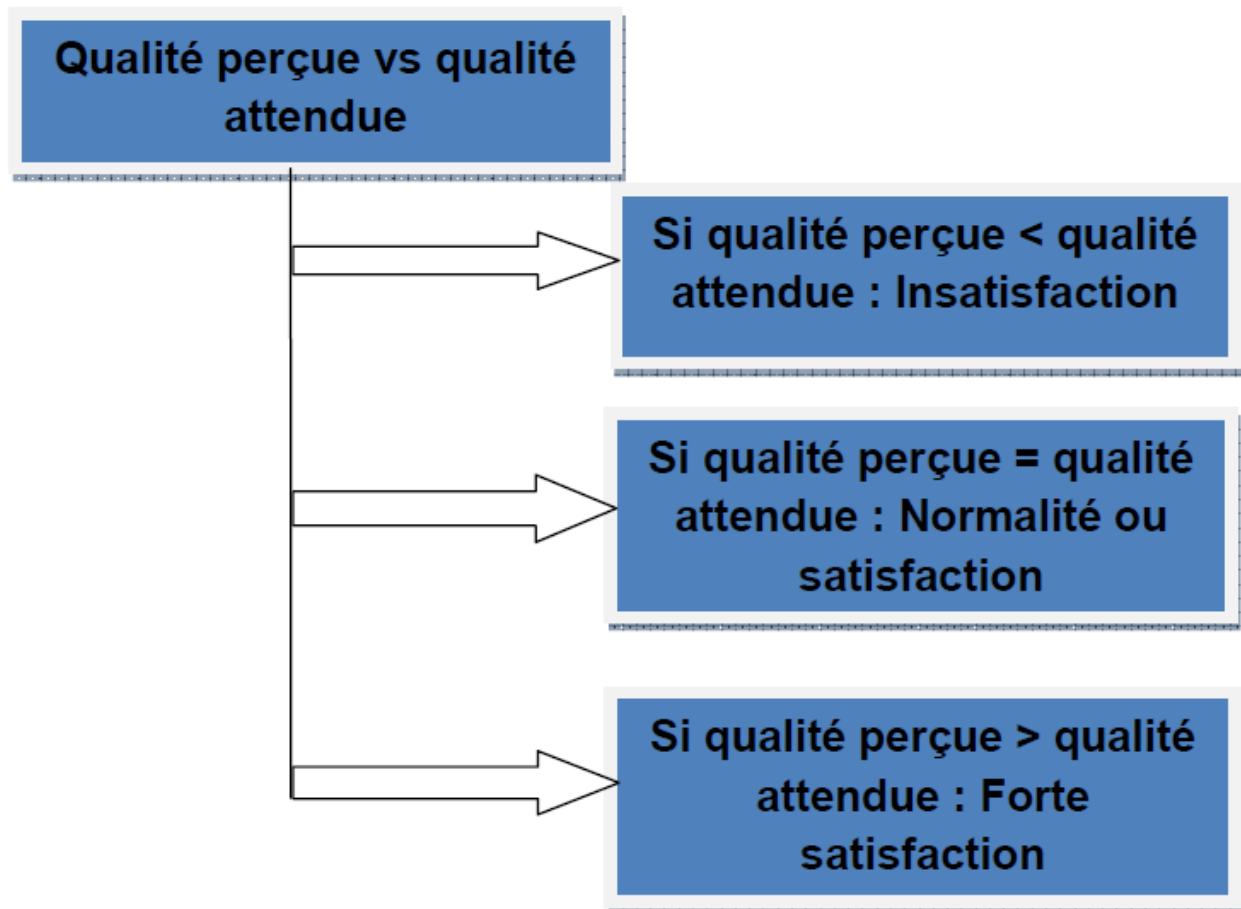 Qualité perçue vs qualité
attendue
Si qualité perçue < qualité
attendue : Insatisfaction
Si qualité perçue = qualité
attendue : Normalité ou
satisfaction
Si qualité perçue > qualité
attendue : Forte
satisfaction